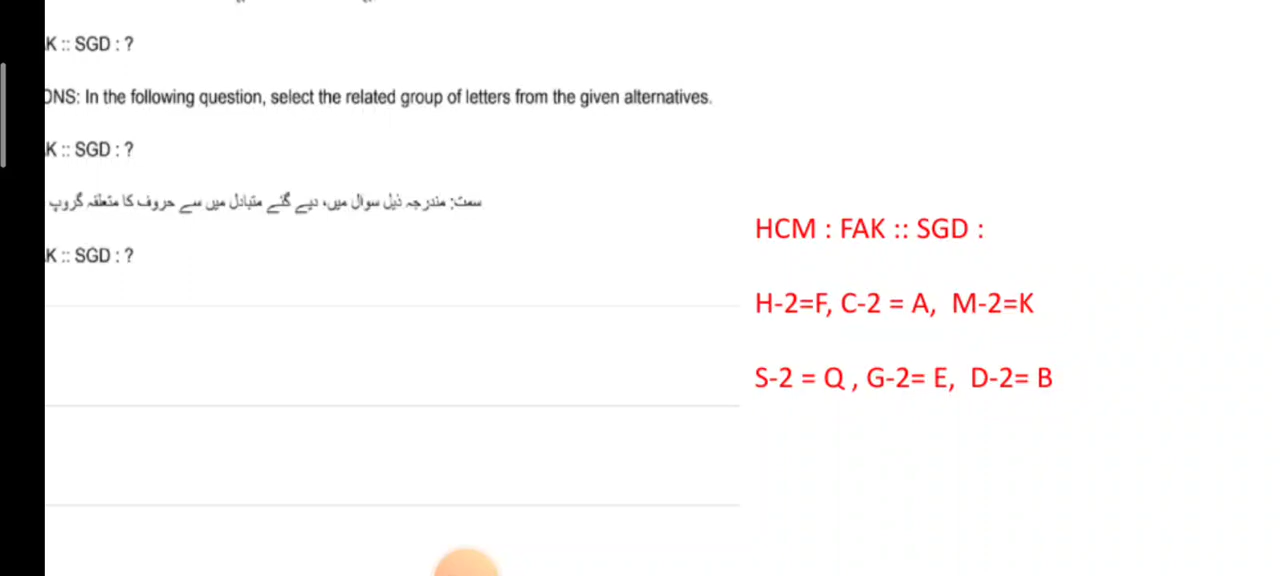 K :: SGD : ?
ONS: In the following question, select the related group of letters from the given alternatives.
K :: SGD : ?
سمت: مندرجہ ذیل سوال میں، دیے گئے متبادل میں سے حروف کا متعلقہ گروپ
K :: SGD : ?
HCM : FAK :: SGD :
H-2=F, C-2 = A, M-2=K
S-2 = Q , G-2= E, D-2= B